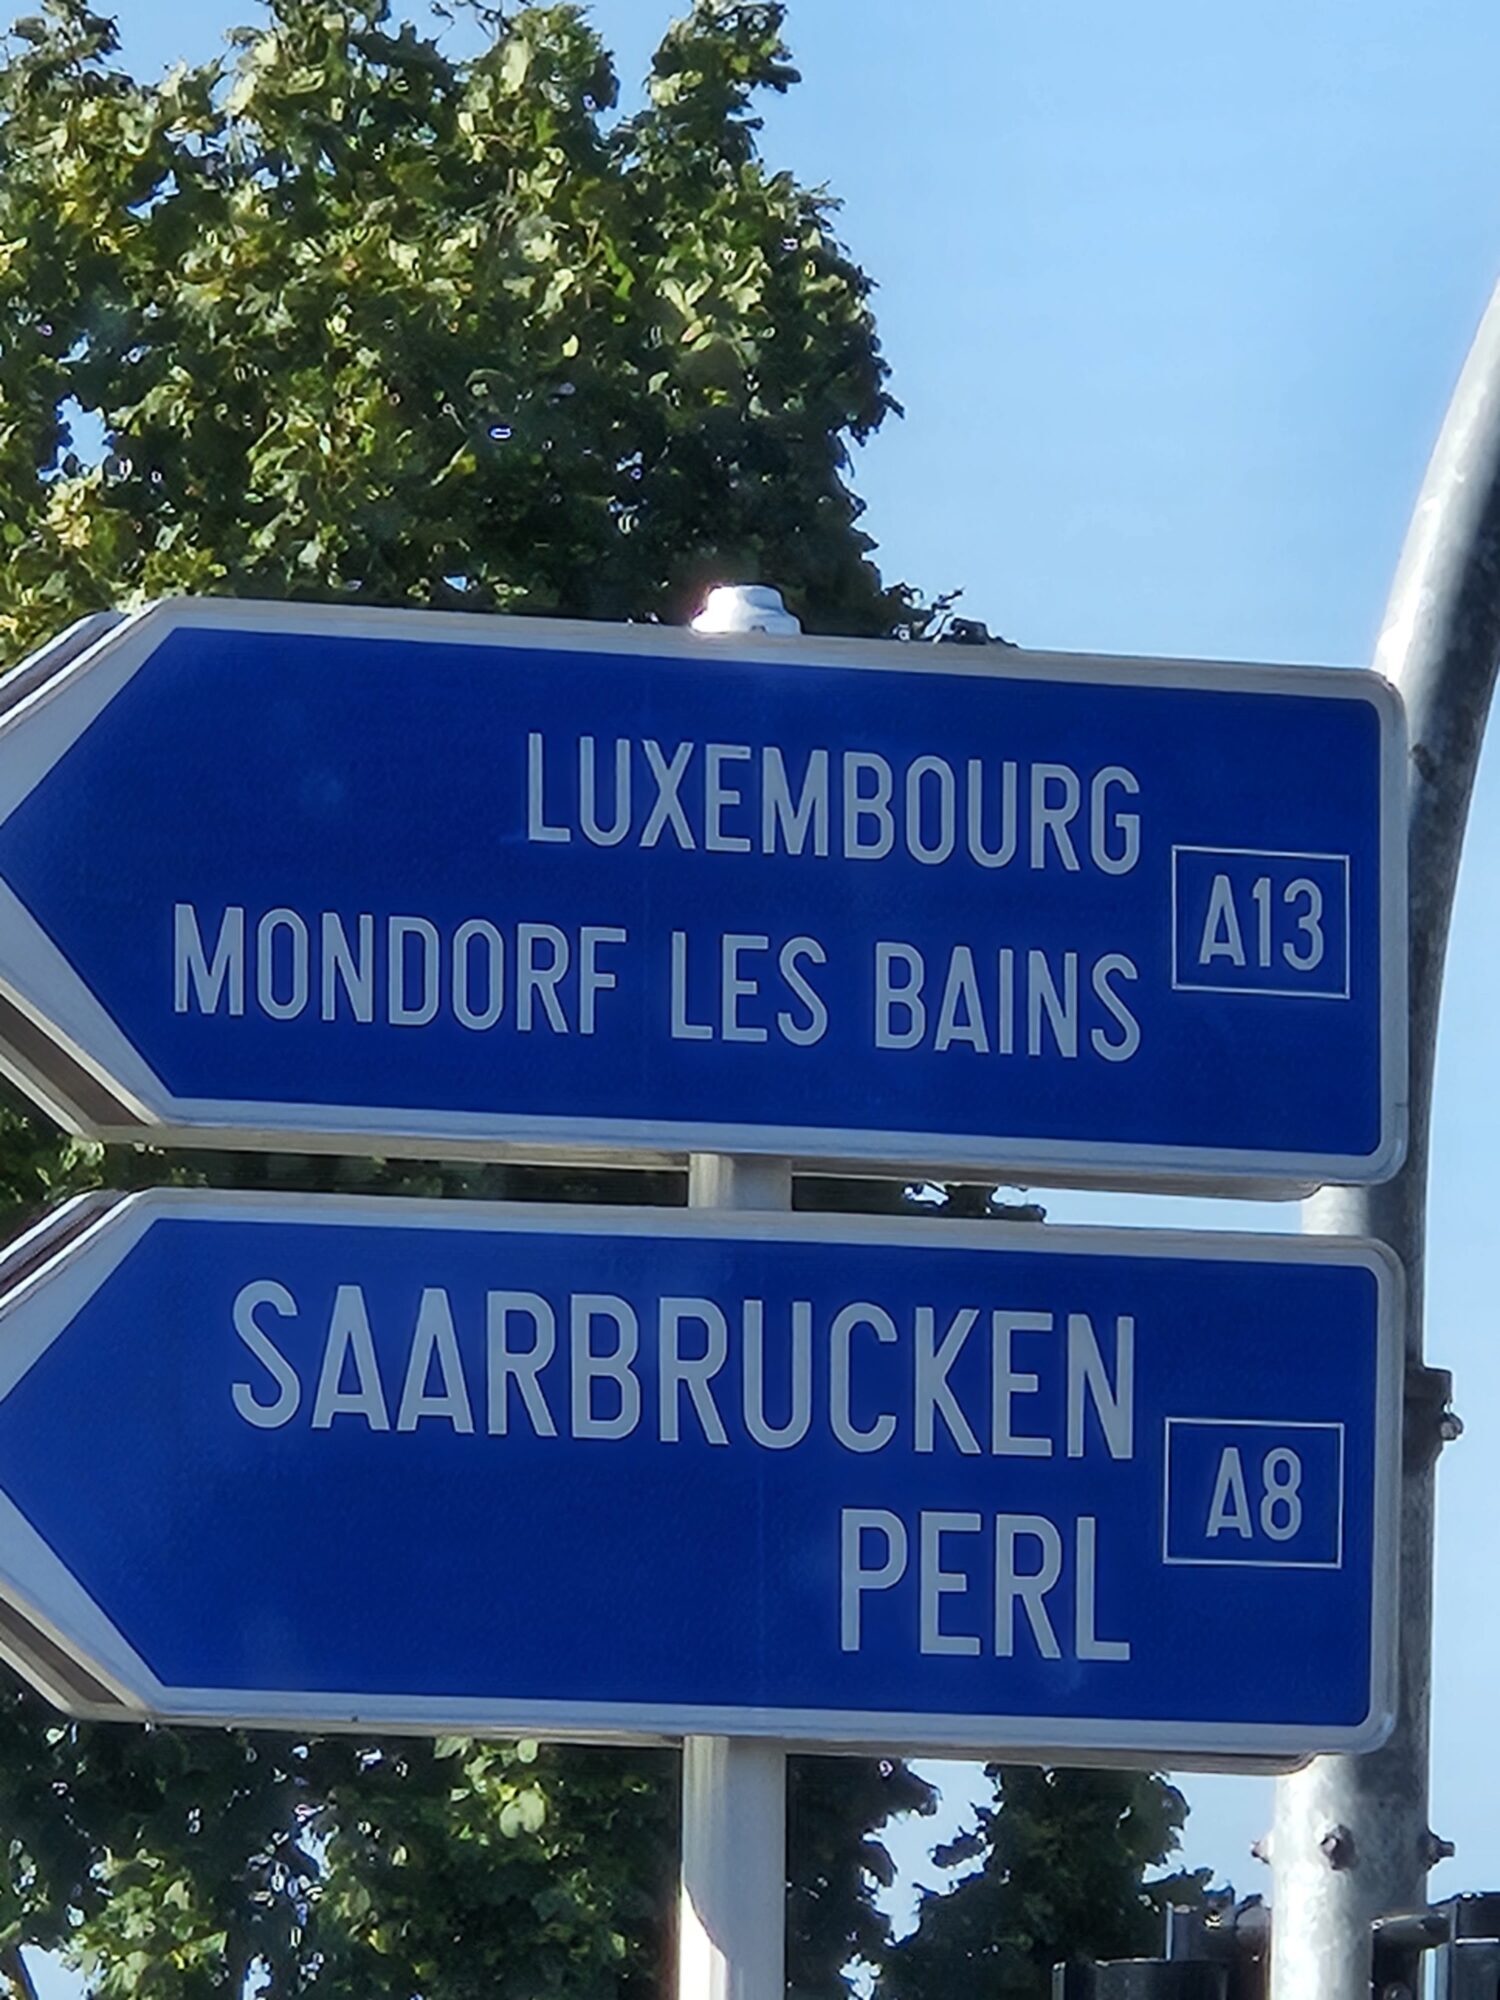 LUXEMBOURG
MONDORF LES BAINS
A13
SAARBRUCKEN
PERL
A8